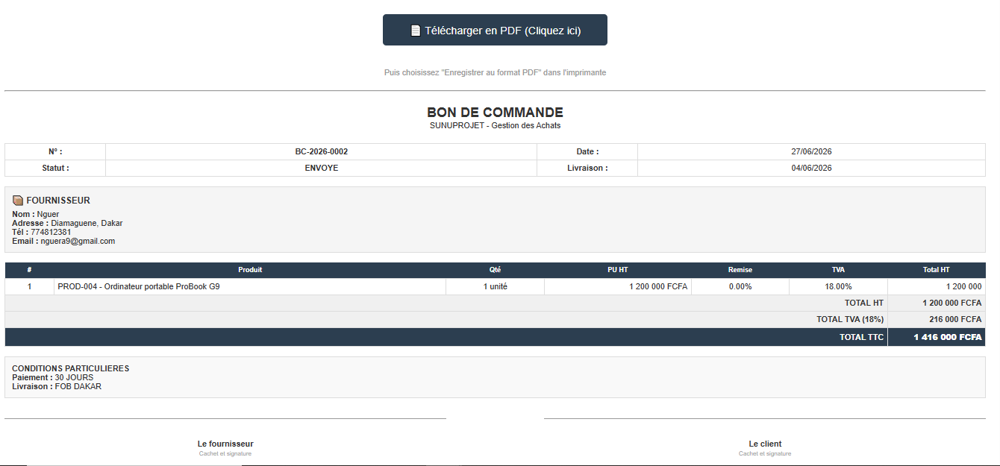 Télécharger en PDF (Cliquez ici)
Puis choisissez "Enregistrer au format PDF" dans l'imprimante
BON DE COMMANDE
SUNUPROJET - Gestion des Achats
N° : BC-2026-0002 Date : 27/06/2026
Statut : ENVOYE Livraison : 04/06/2026
FOURNISSEUR
Nom : Nguer
Adresse : Diamaguene, Dakar
Tél : 774812381
Email : nguera9@gmail.com
# Produit Qté PU HT Remise TVA Total HT
1 PROD-004 - Ordinateur portable ProBook G9 1 unité 1 200 000 FCFA 0.00% 18.00% 1 200 000
TOTAL HT 1 200 000 FCFA
TOTAL TVA (18%) 216 000 FCFA
TOTAL TTC 1 416 000 FCFA
CONDITIONS PARTICULIERES
Paiement : 30 JOURS
Livraison : FOB DAKAR
Le fournisseur Le client
Cachet et signature Cachet et signature